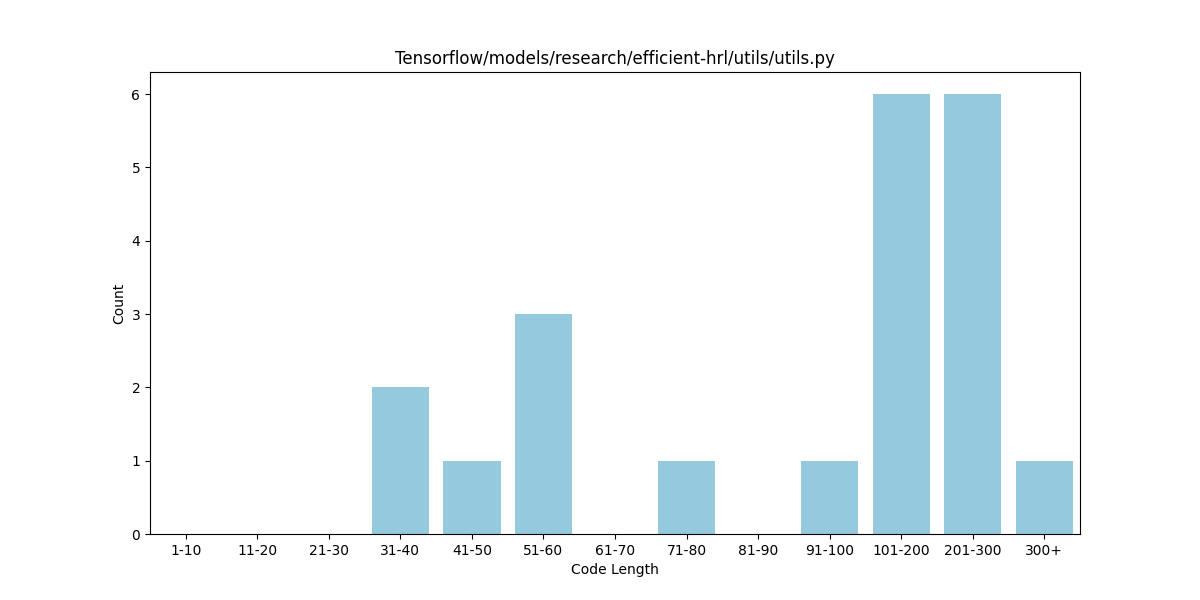 Tensorflow/models/research/efficient-hrl/utils/utils.py
6
5
4
3
2
1
0
Count
1-10 11-20 21-30 31-40 41-50 51-60 61-70 71-80 81-90 91-100 101-200 201-300 300+
Code Length